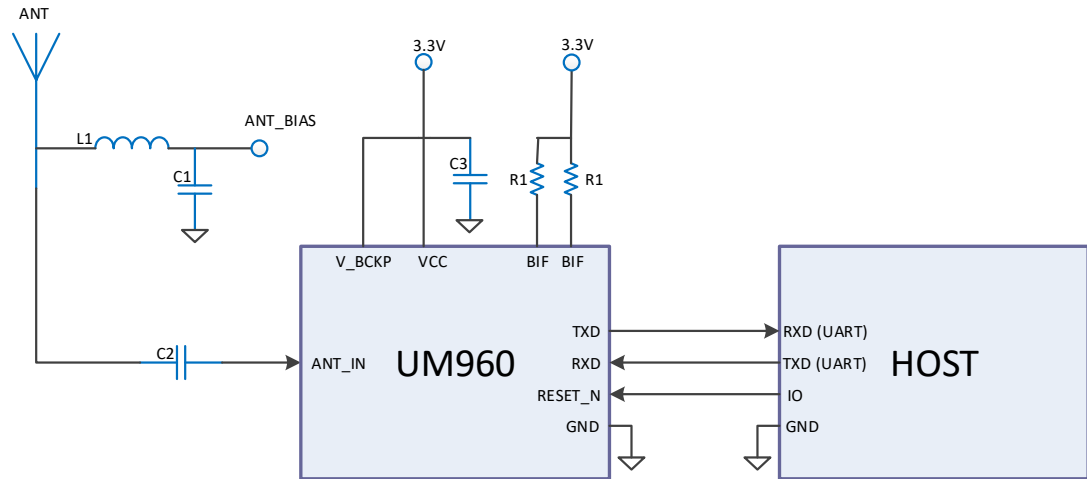 ANT
3.3V
3.3V
ANT_BIAS
L1
C1
C3
R1
R1
V_BCKP
VCC
BIF
BIF
TXD
RXD (UART)
C2
ANT_IN
UM960
RXD
TXD (UART)
HOST
RESET_N
IO
GND
GND